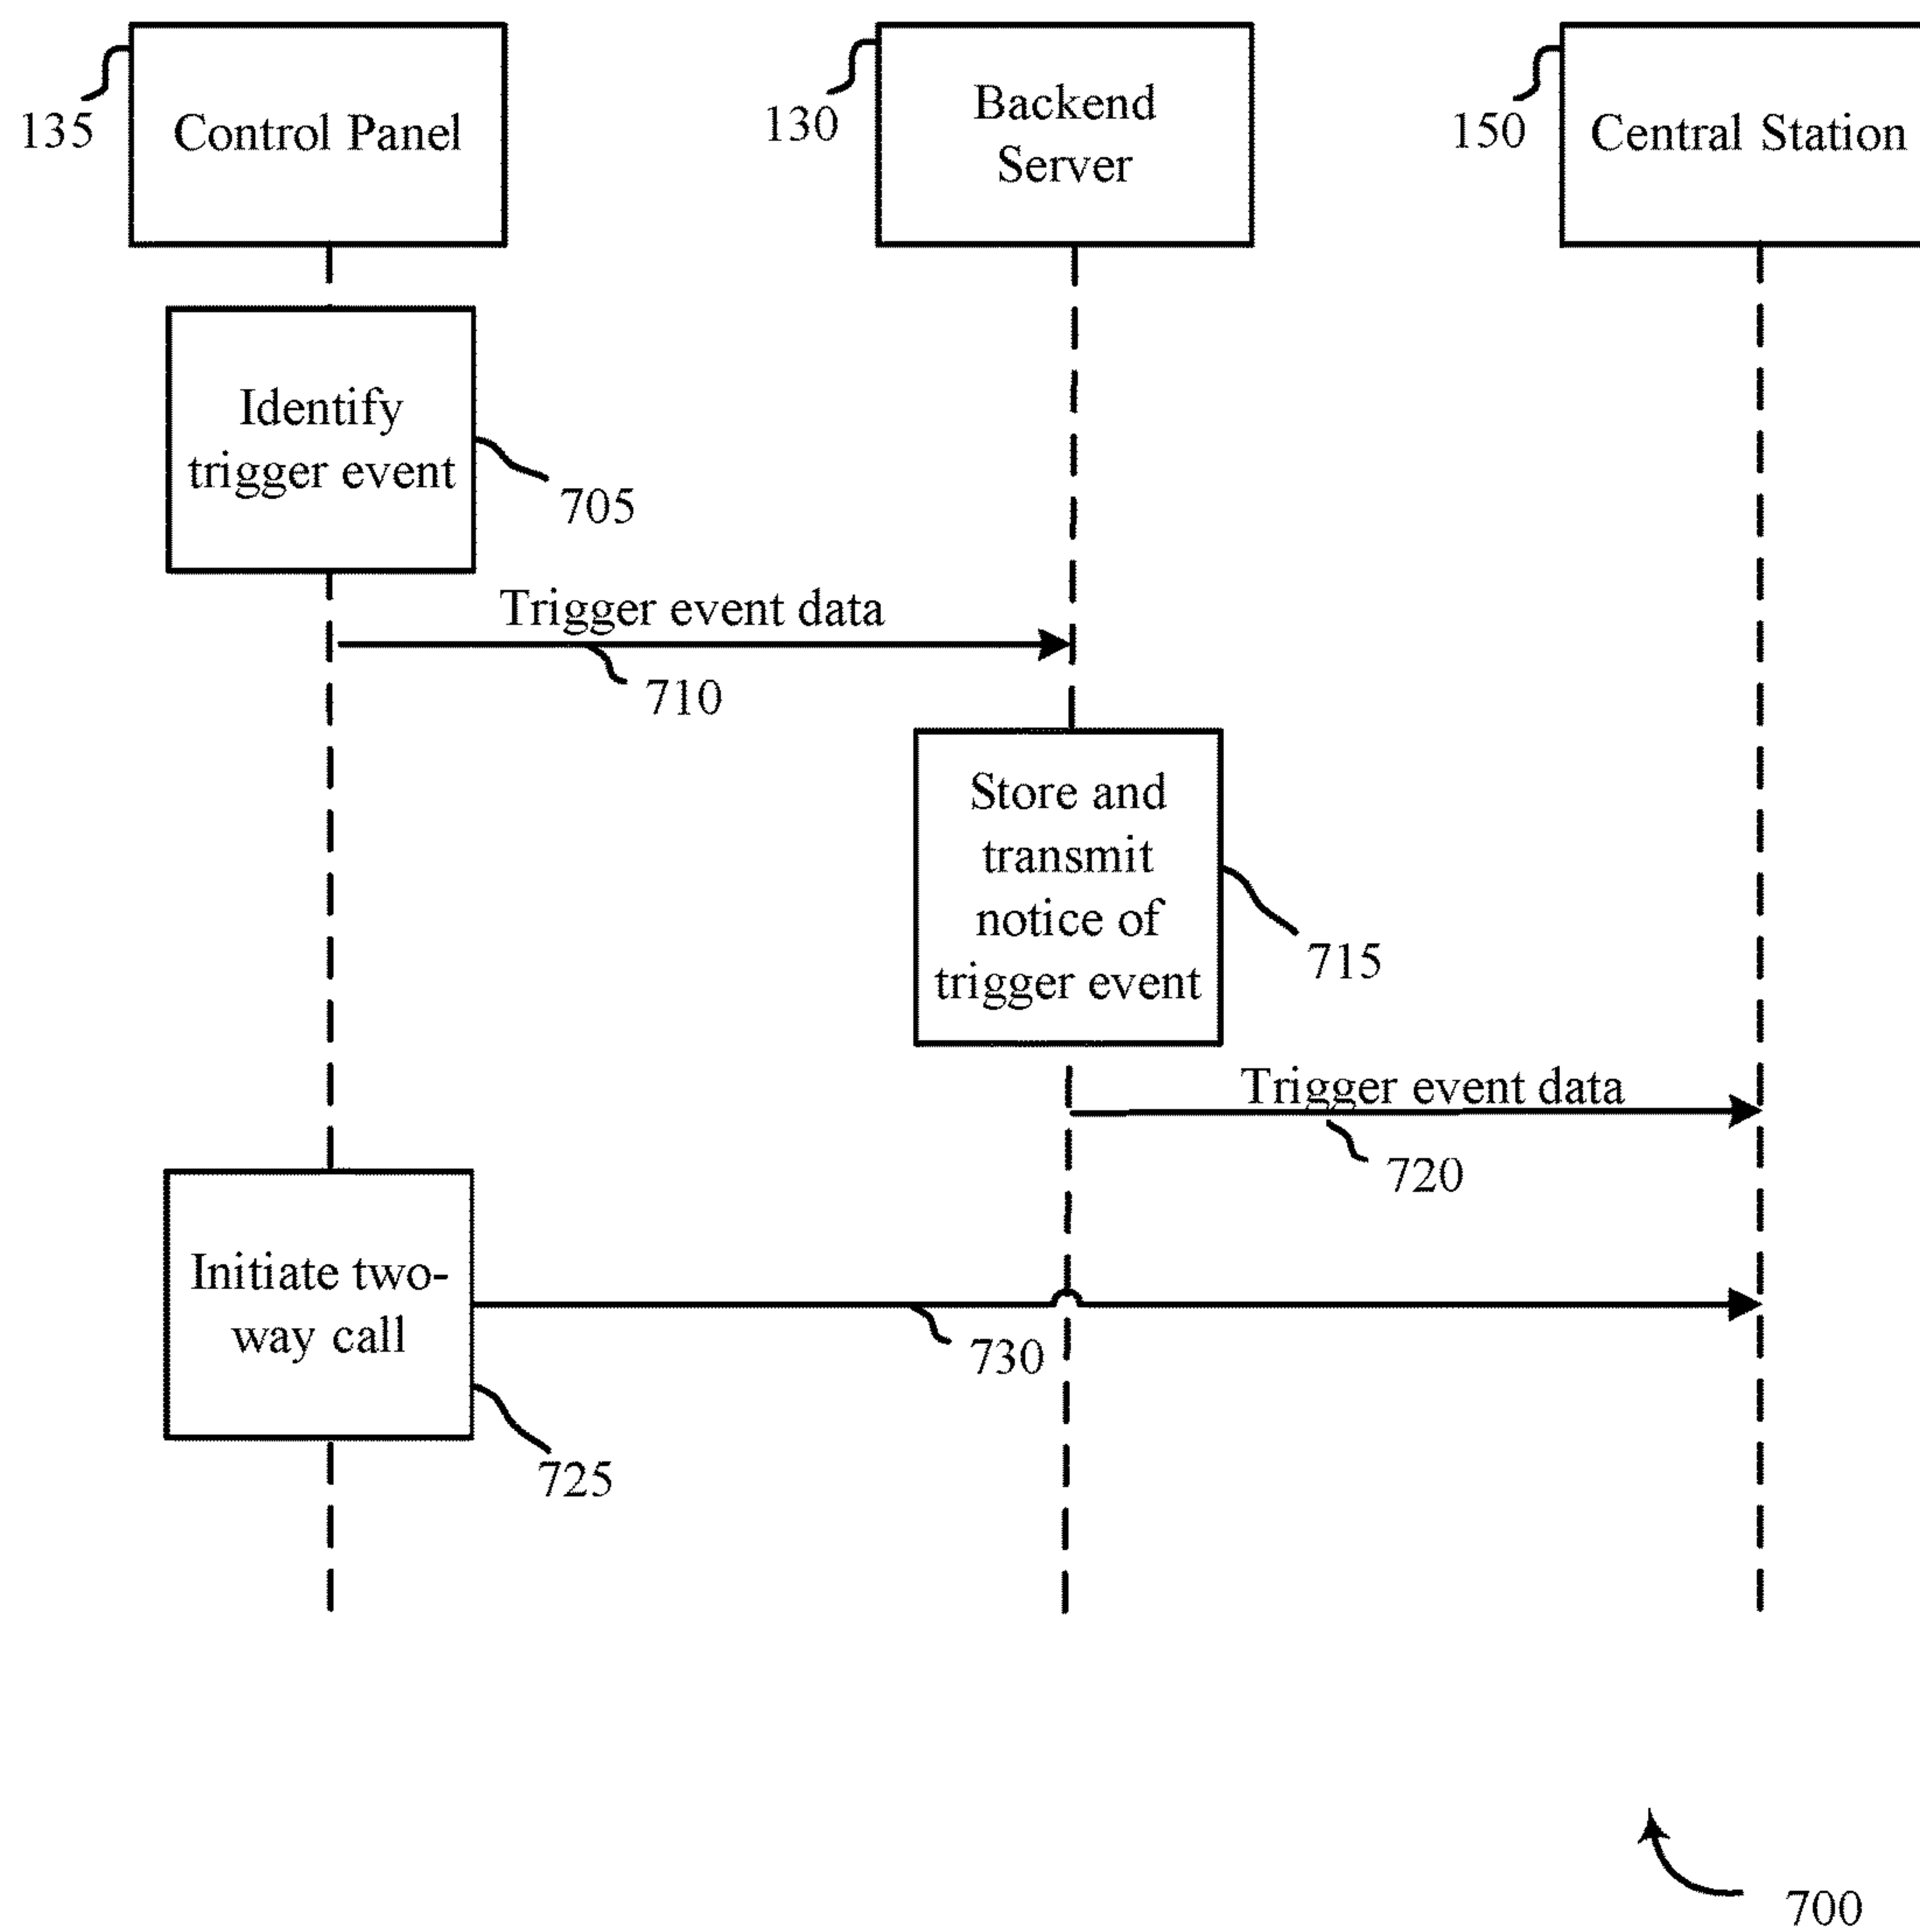 135
Control Panel
130
Backend
Server
150
Central Station
Identify
trigger event
705
Trigger event data
710
Store and
transmit
notice of
trigger event
715
Trigger event data
720
Initiate two-
way call
730
725
700